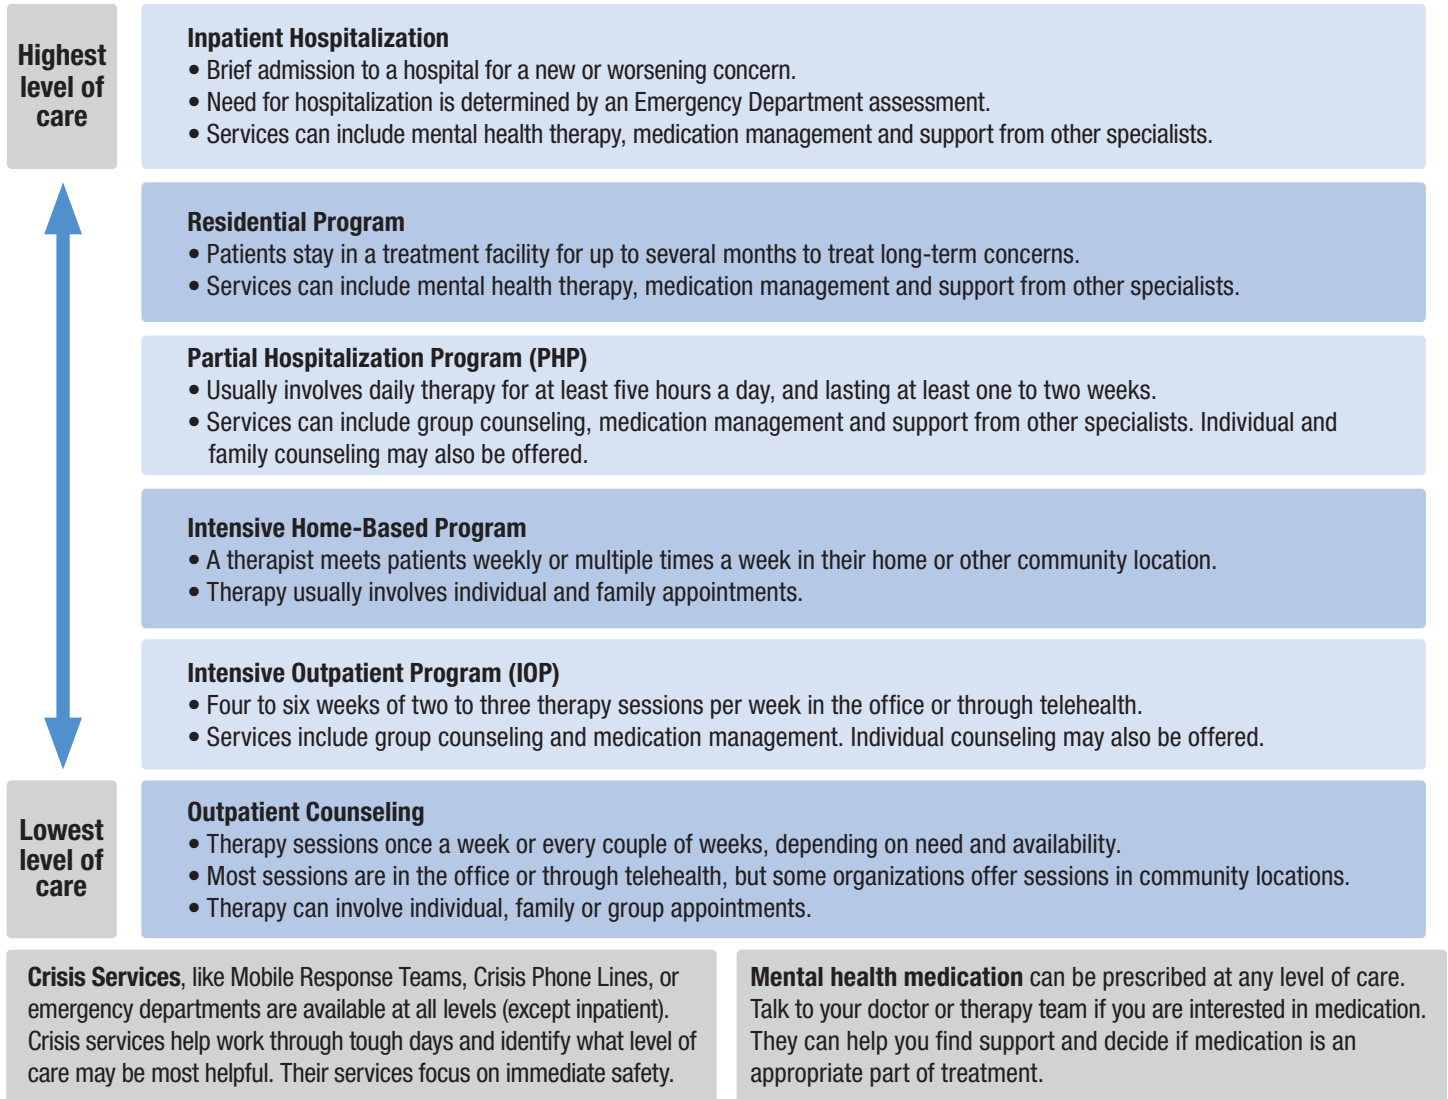 Highest
level of
care
Inpatient Hospitalization
• Brief admission to a hospital for a new or worsening concern.
• Need for hospitalization is determined by an Emergency Department assessment.
• Services can include mental health therapy, medication management and support from other specialists.
Residential Program
• Patients stay in a treatment facility for up to several months to treat long-term concerns.
• Services can include mental health therapy, medication management and support from other specialists.
Partial Hospitalization Program (PHP)
• Usually involves daily therapy for at least five hours a day, and lasting at least one to two weeks.
• Services can include group counseling, medication management and support from other specialists. Individual and
family counseling may also be offered.
Intensive Home-Based Program
• A therapist meets patients weekly or multiple times a week in their home or other community location.
• Therapy usually involves individual and family appointments.
Intensive Outpatient Program (IOP)
• Four to six weeks of two to three therapy sessions per week in the office or through telehealth.
• Services include group counseling and medication management. Individual counseling may also be offered.
Lowest
level of
care
Outpatient Counseling
• Therapy sessions once a week or every couple of weeks, depending on need and availability.
• Most sessions are in the office or through telehealth, but some organizations offer sessions in community locations.
• Therapy can involve individual, family or group appointments.
Crisis Services, like Mobile Response Teams, Crisis Phone Lines, or
emergency departments are available at all levels (except inpatient).
Crisis services help work through tough days and identify what level of
care may be most helpful. Their services focus on immediate safety.
Mental health medication can be prescribed at any level of care.
Talk to your doctor or therapy team if you are interested in medication.
They can help you find support and decide if medication is an
appropriate part of treatment.